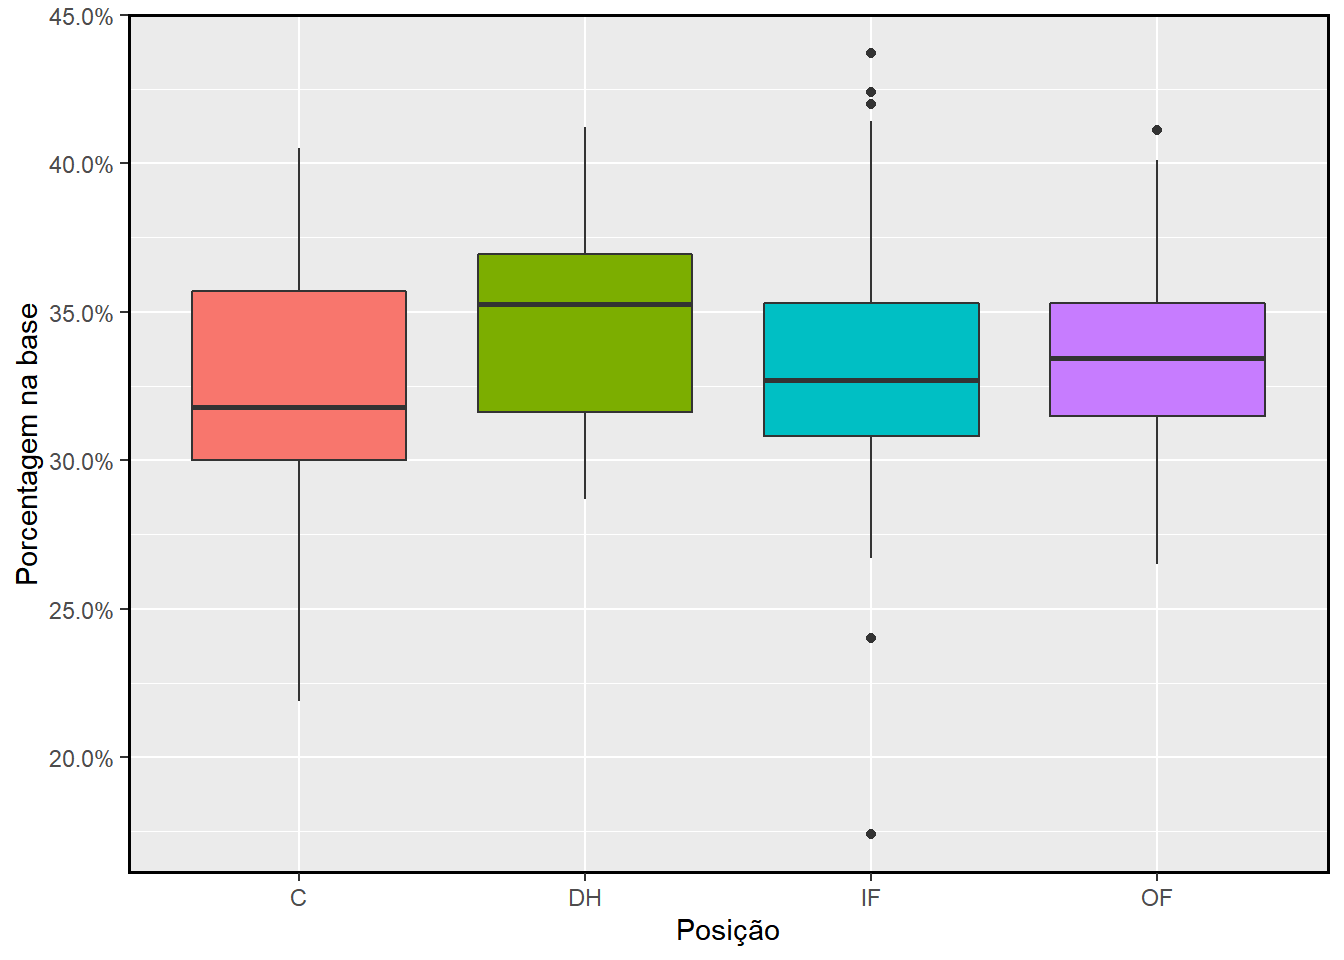 Porcentagem na base
45.0%
40.0%
35.0%
30.0%
25.0%
20.0%
C DH IF OF
Posição